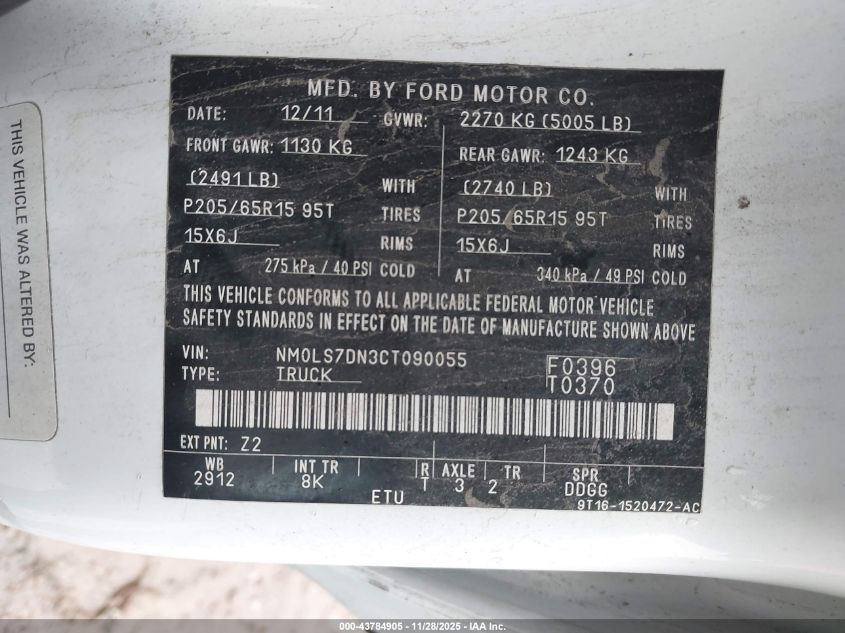 THIS VEHICLE WAS ALTERED BY:
MFD. BY FORD MOTOR CO.
DATE: 12/11 GVWR: 2270 KG (5005 LB)
FRONT GAWR: 1130 KG REAR GAWR: 1243 KG
(2491 LB) WITH (2740 LB) WITH
P205/65R15 95T TIRES P205/65R15 95T TIRES
15X6J RIMS 15X6J RIMS
AT 275 kPa / 40 PSI COLD AT 340 kPa / 49 PSI COLD
THIS VEHICLE CONFORMS TO ALL APPLICABLE FEDERAL MOTOR VEHICLE
SAFETY STANDARDS IN EFFECT ON THE DATE OF MANUFACTURE SHOWN ABOVE
VIN: NM0LS7DN3CT090055 F0396
TYPE: TRUCK T0370
EXT PNT: Z2
WB INT TR R AXLE TR SPR
2912 8K T 3 2 DDGG
ETU 9T16-1520472-AC
000-43784905 - 11/28/2025 - IAA Inc.